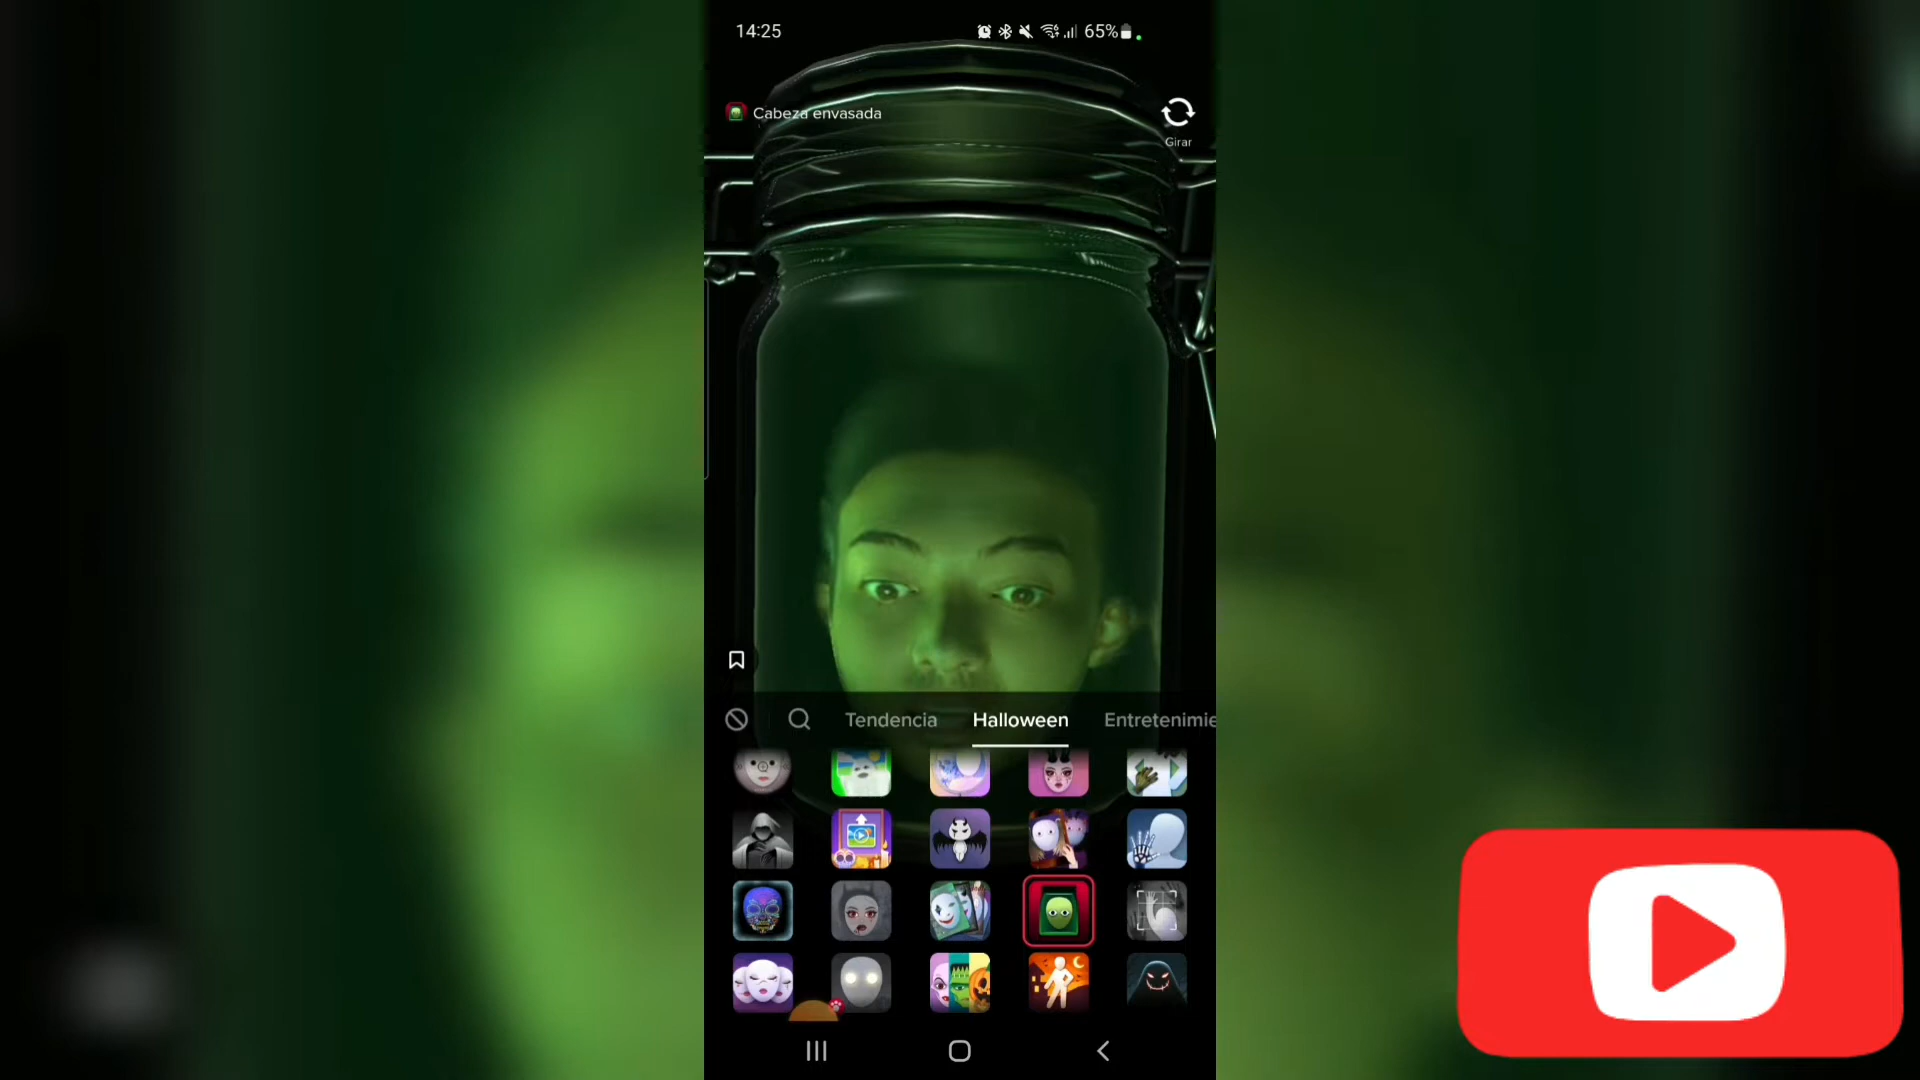 14:25
65%
Cabeza envasada
Girar
Tendencia
Halloween
Entretenimie